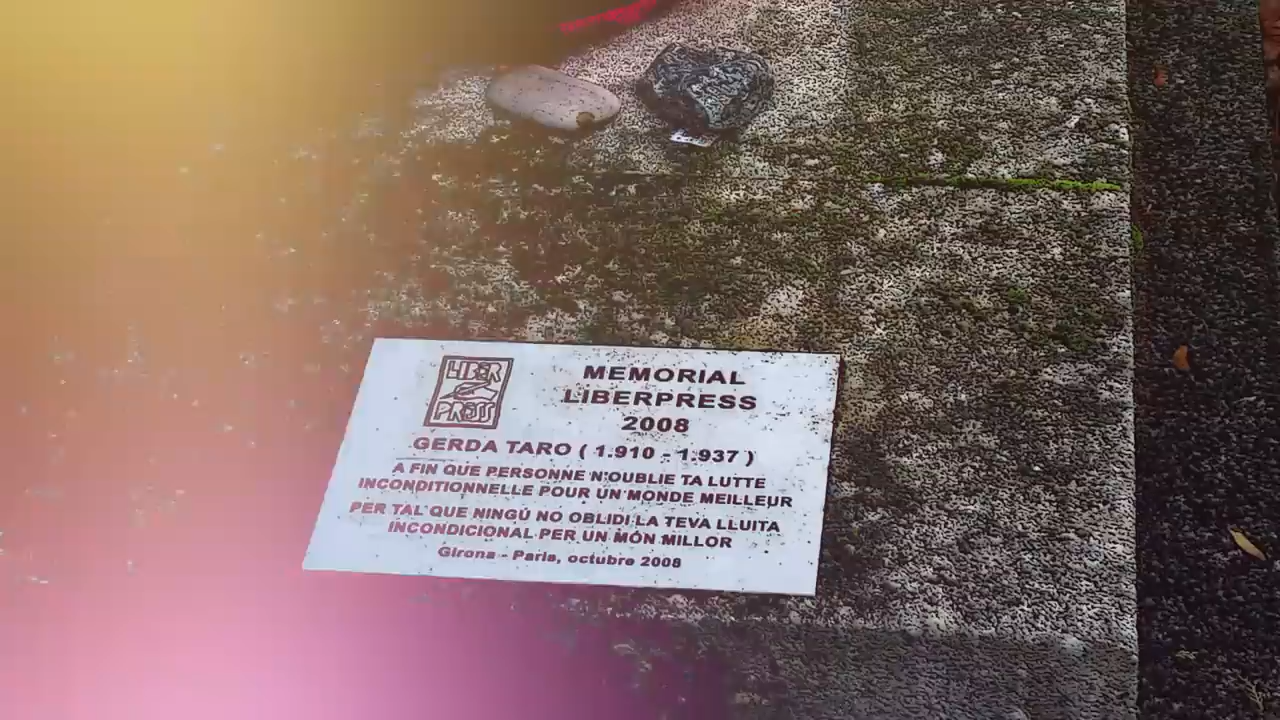 LIBER
PRESS
MEMORIAL
LIBERPRESS
2008
GERDA TARO ( 1.910 - 1.937 )
A FIN QUE PERSONNE N'OUBLIE TA LUTTE
INCONDITIONNELLE POUR UN MONDE MEILLEUR
PER TAL QUE NINGÚ NO OBLIDI LA TEVA LLUITA
INCONDICIONAL PER UN MÓN MILLOR
Girona - Paris, octubre 2008